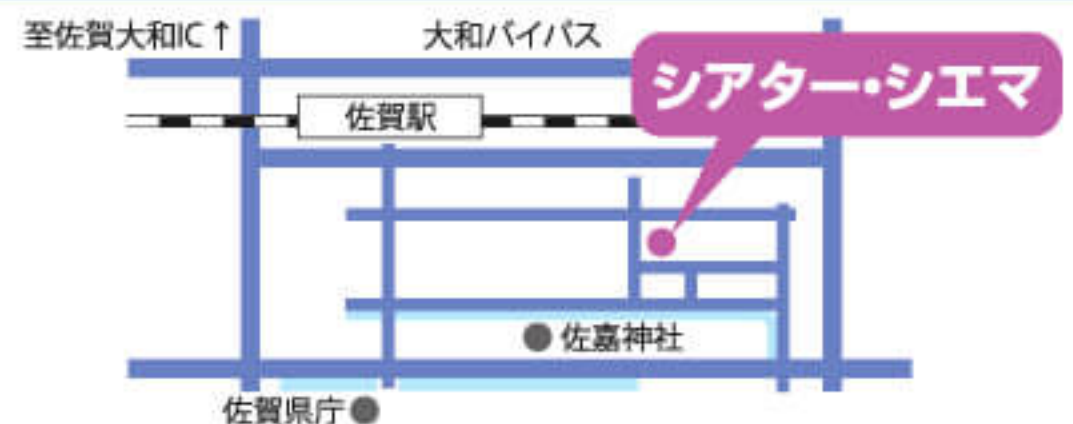 至佐賀大和IC↑
大和バイパス
シアター・シエマ
佐賀駅
佐嘉神社
佐賀県庁